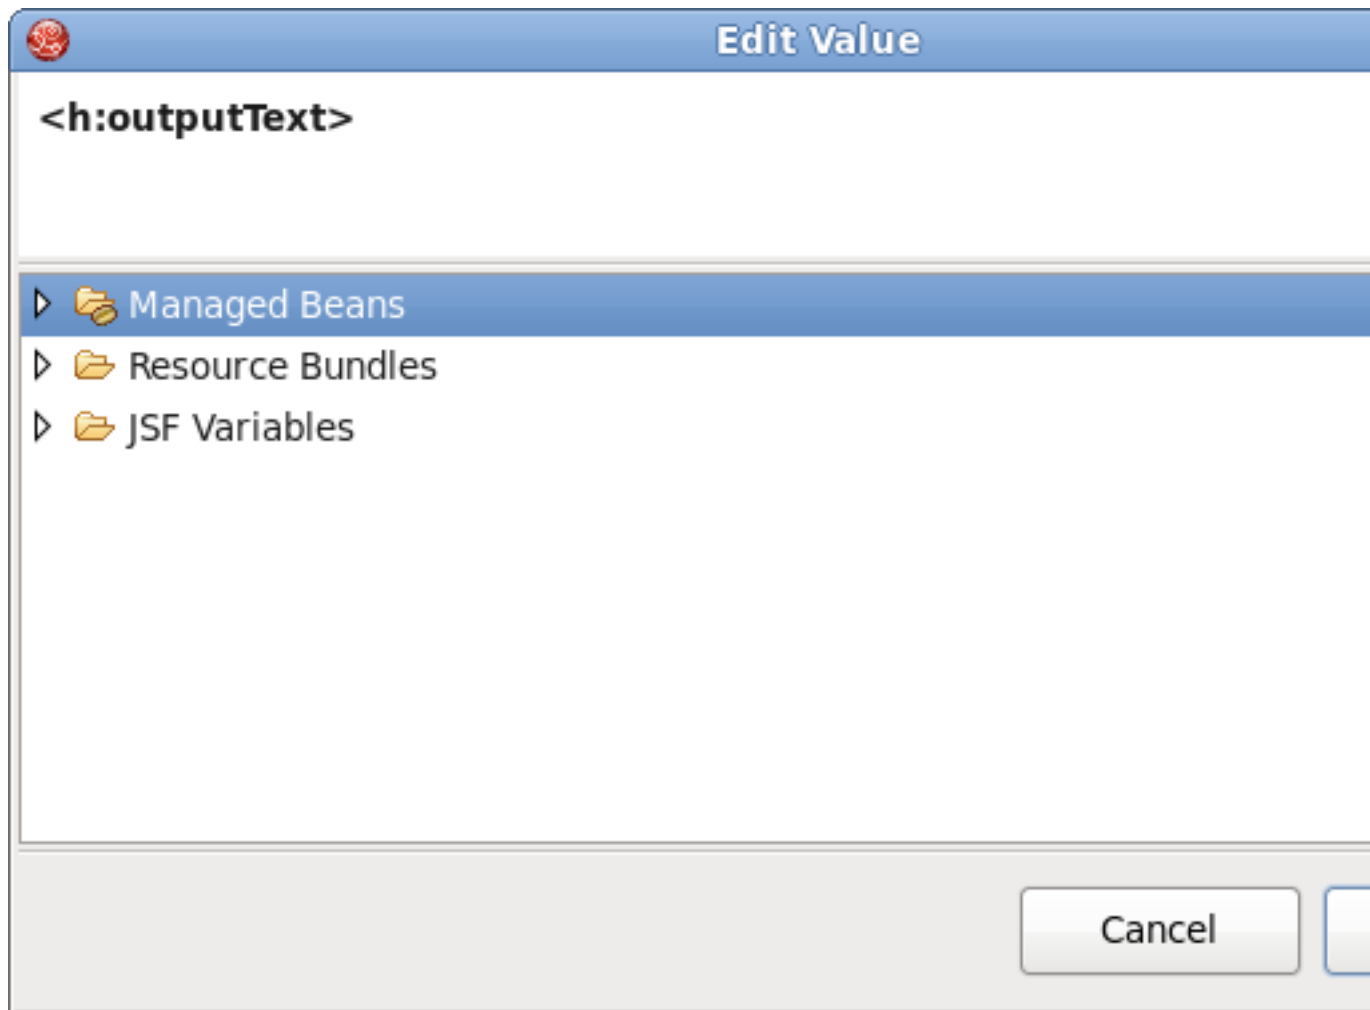 Edit Value
<h:outputText>
Managed Beans
Resource Bundles
JSF Variables
Cancel